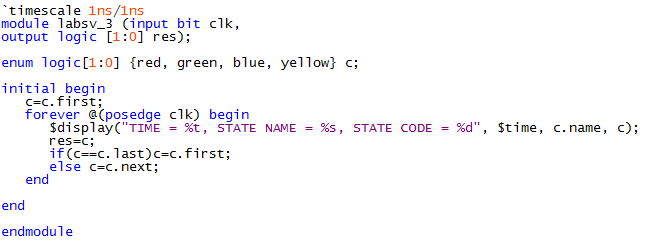 `timescale 1ns/1ns
module labsv_3 (input bit clk,
output logic [1:0] res);
enum logic[1:0] {red, green, blue, yellow} c;
initial begin
c=c.first;
forever @(posedge clk) begin
$display("TIME = %t, STATE NAME = %s, STATE CODE = %d", $time, c.name, c);
res=c;
if(c==c.last)c=c.first;
else c=c.next;
end
end
endmodule